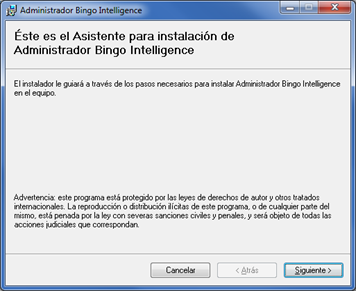 Administrador Bingo Intelligence
Éste es el Asistente para instalación de
Administrador Bingo Intelligence
El instalador le guiará a través de los pasos necesarios para instalar Administrador Bingo Intelligence
en el equipo.
Advertencia: este programa está protegido por las leyes de derechos de autor y otros tratados
internacionales. La reproducción o distribución ilícitas de este programa, o de cualquier parte del
mismo, está penada por la ley con severas sanciones civiles y penales, y será objeto de todas las
acciones judiciales que correspondan.
Cancelar < Atrás Siguiente >